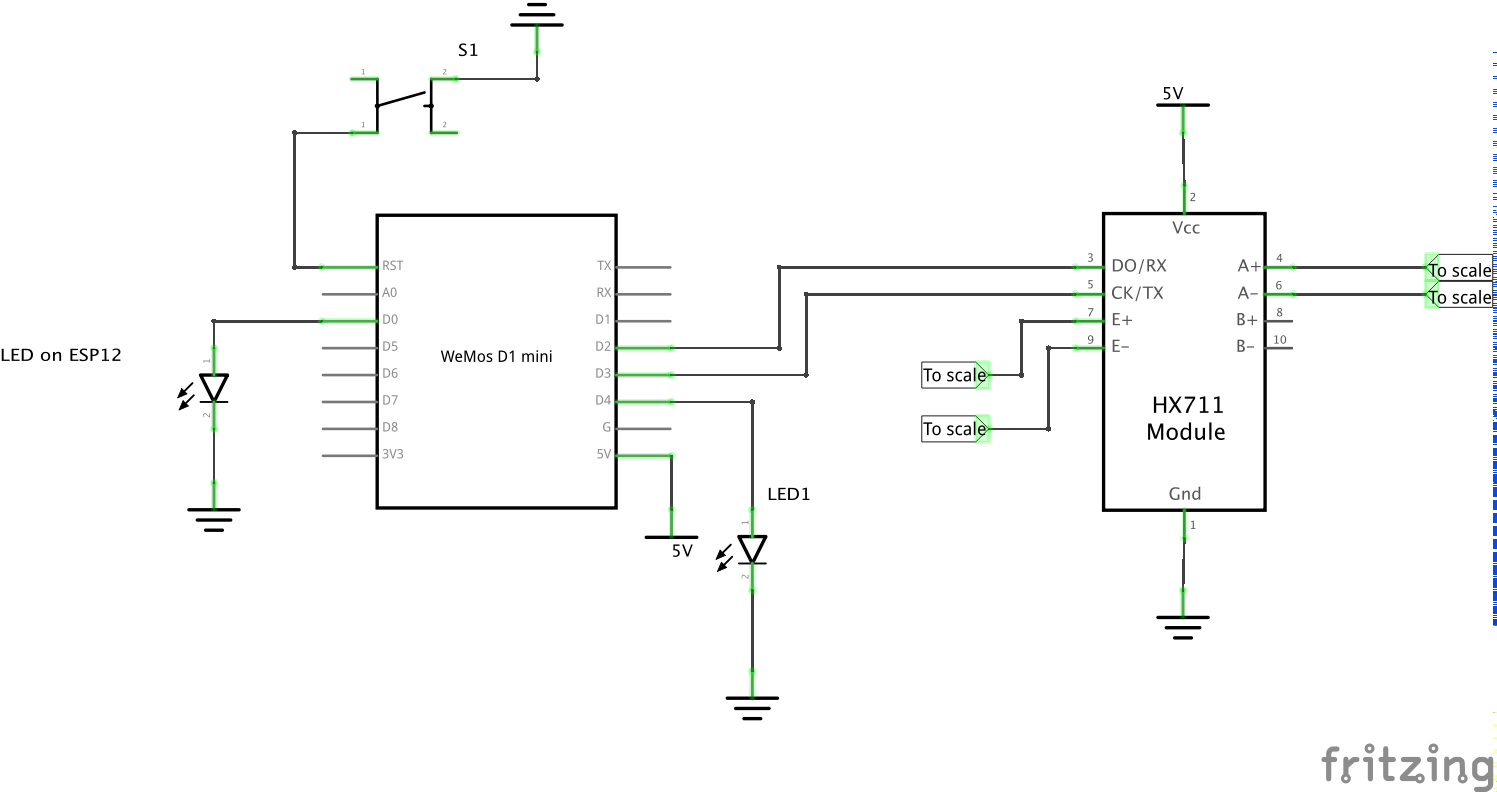 S1
1
2
1
2
5V
2
Vcc
RST
TX
3
DO/RX
A+
4
To scale
A0
RX
5
CK/TX
A-
6
To scale
D0
D1
7
E+
B+
8
LED on ESP12
D5
WeMos D1 mini
D2
9
E-
B-
10
1
D6
D3
To scale
2
D7
D4
HX711
Module
D8
G
To scale
3V3
5V
LED1
Gnd
1
1
5V
2
fritzing